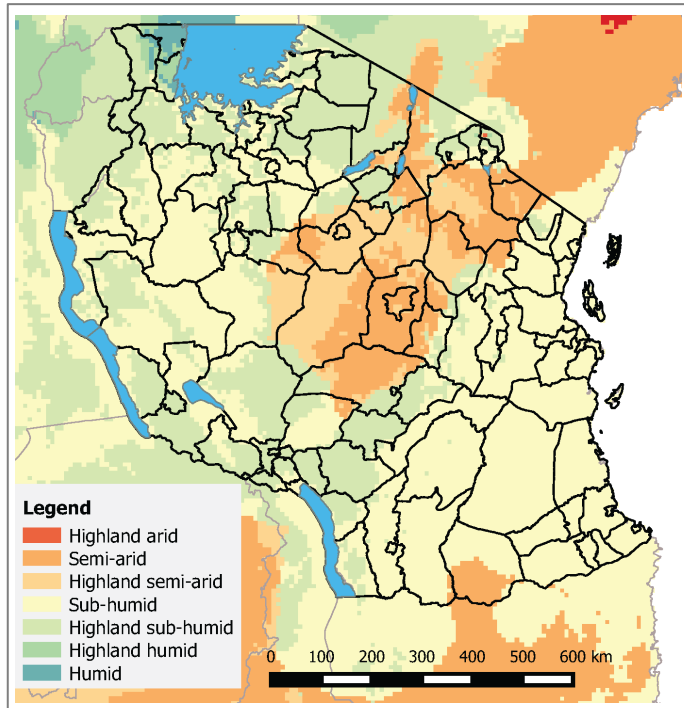 Legend
Highland arid
Semi-arid
Highland semi-arid
Sub-humid
Highland sub-humid
Highland humid
Humid
0 100 200 300 400 500 600 km